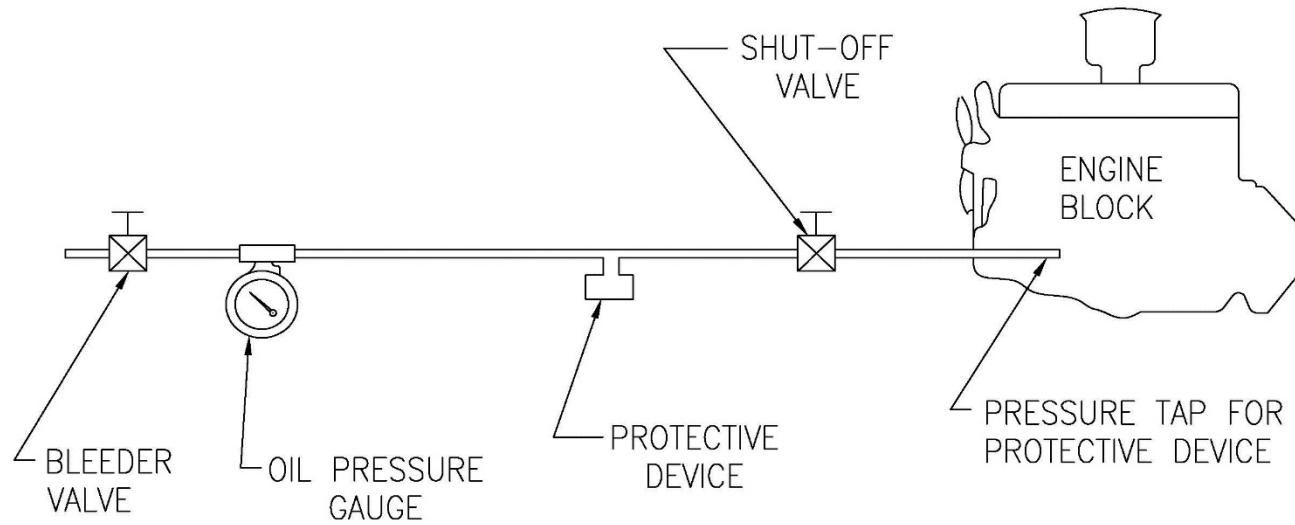 SHUT-OFF
VALVE
ENGINE
BLOCK
BLEEDER
VALVE
OIL PRESSURE
GAUGE
PROTECTIVE
DEVICE
PRESSURE TAP FOR
PROTECTIVE DEVICE